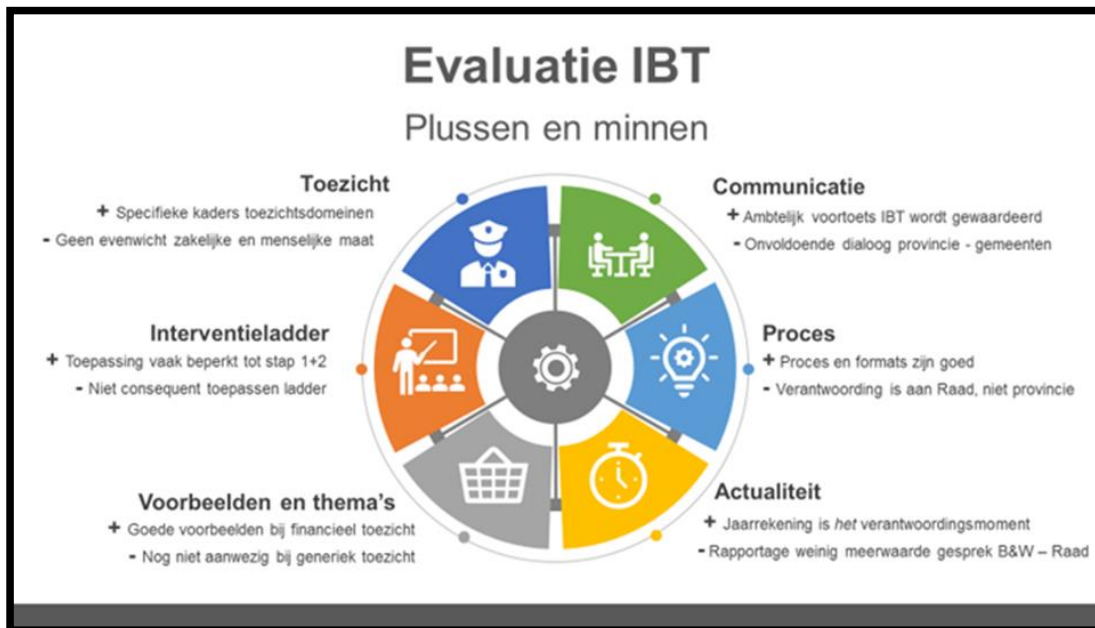 Evaluatie IBT
Plussen en minnen
Toezicht
+ Specifieke kaders toezichtsdomeinen
- Geen evenwicht zakelijke en menselijke maat
Communicatie
+ Ambtelijk voortoets IBT wordt gewaardeerd
- Onvoldoende dialoog provincie - gemeenten
Interventieladder
+ Toepassing vaak beperkt tot stap 1+2
- Niet consequent toepassen ladder
Proces
+ Proces en formats zijn goed
- Verantwoording is aan Raad, niet provincie
Voorbeelden en thema's
+ Goede voorbeelden bij financieel toezicht
- Nog niet aanwezig bij generiek toezicht
Actualiteit
+ Jaarrekening is het verantwoordingsmoment
- Rapportage weinig meerwaarde gesprek B&W – Raad